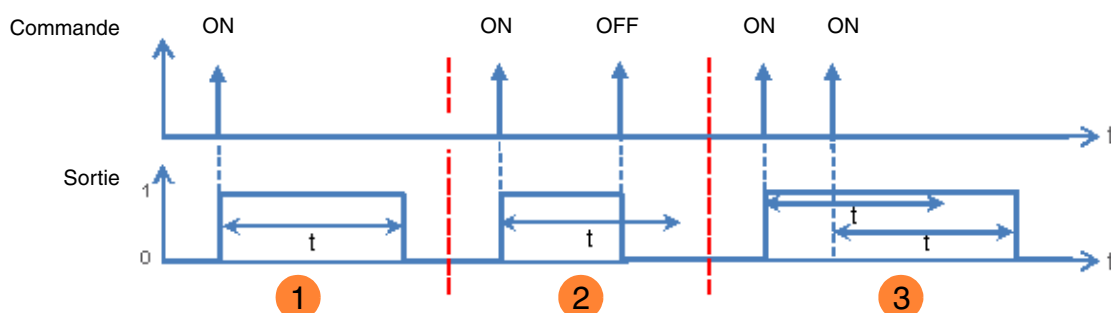 Commande ON ON OFF ON ON
t
Sortie
1
t t t t
0 t
1 2 3